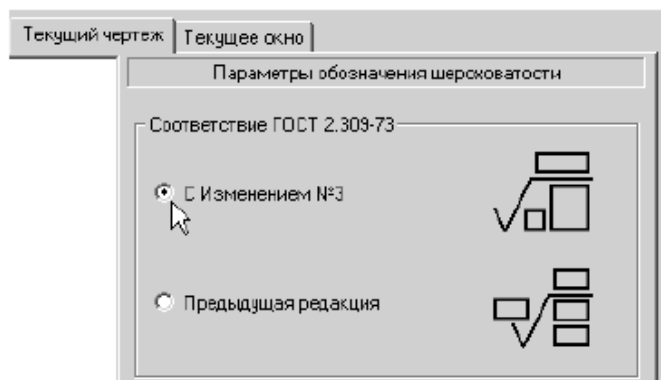 Текущий чертеж
Текущее окно
Параметры обозначения шероховатости
Соответствие ГОСТ 2.309-73
С Изменением №3
Предыдущая редакция